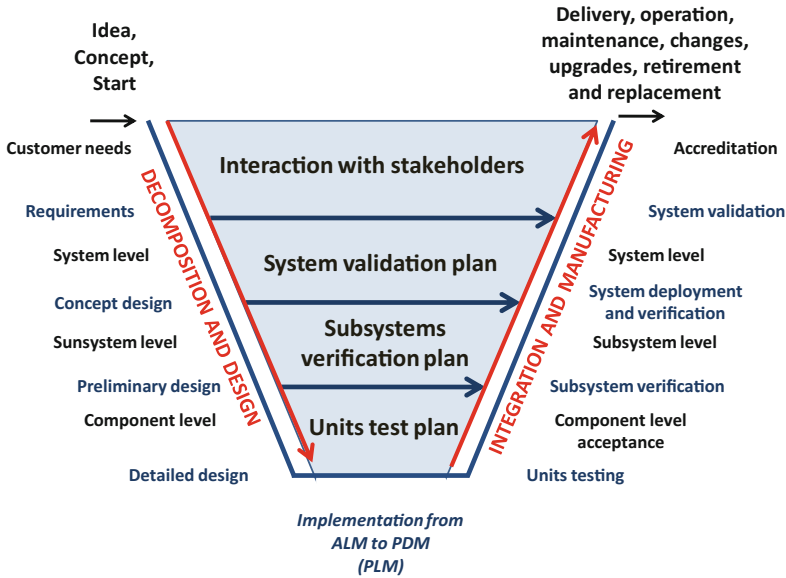 Idea,
Concept,
Start
Delivery, operation,
maintenance, changes,
upgrades, retirement
and replacement
Customer needs
Interaction with stakeholders
Accreditation
DECOMPOSITION AND DESIGN
INTEGRATION AND MANUFACTURING
Requirements
System validation
System level
System validation plan
System level
Concept design
System deployment
and verification
Sunsystem level
Subsystems
verification plan
Subsystem level
Preliminary design
Subsystem verification
Component level
Units test plan
Component level
acceptance
Detailed design
Units testing
Implementation from
ALM to PDM
(PLM)